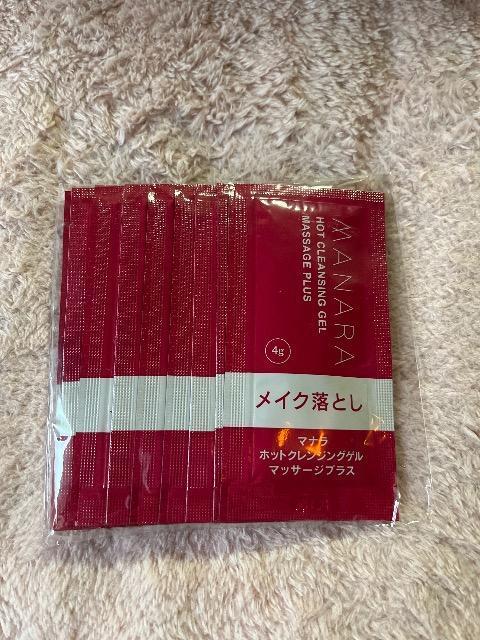 MANARA
HOT CLEANSING GEL
MASSAGE PLUS
4g
メイク落とし
マナラ
ホットクレンジングゲル
マッサージプラス